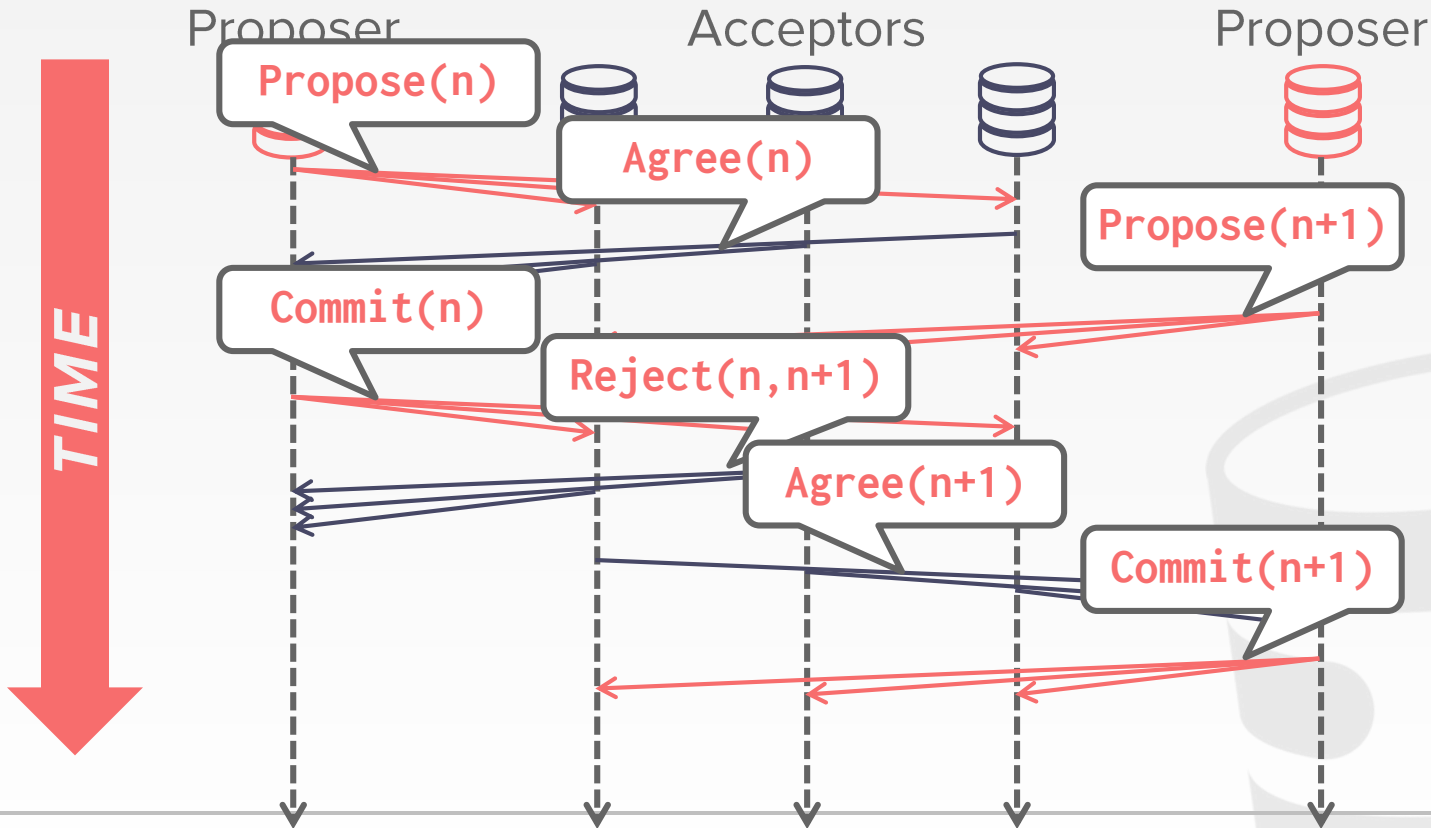 Proposer
Acceptors
Proposer
Propose(n)
Agree(n)
Propose(n+1)
Commit(n)
Reject(n,n+1)
Agree(n+1)
Commit(n+1)
TIME